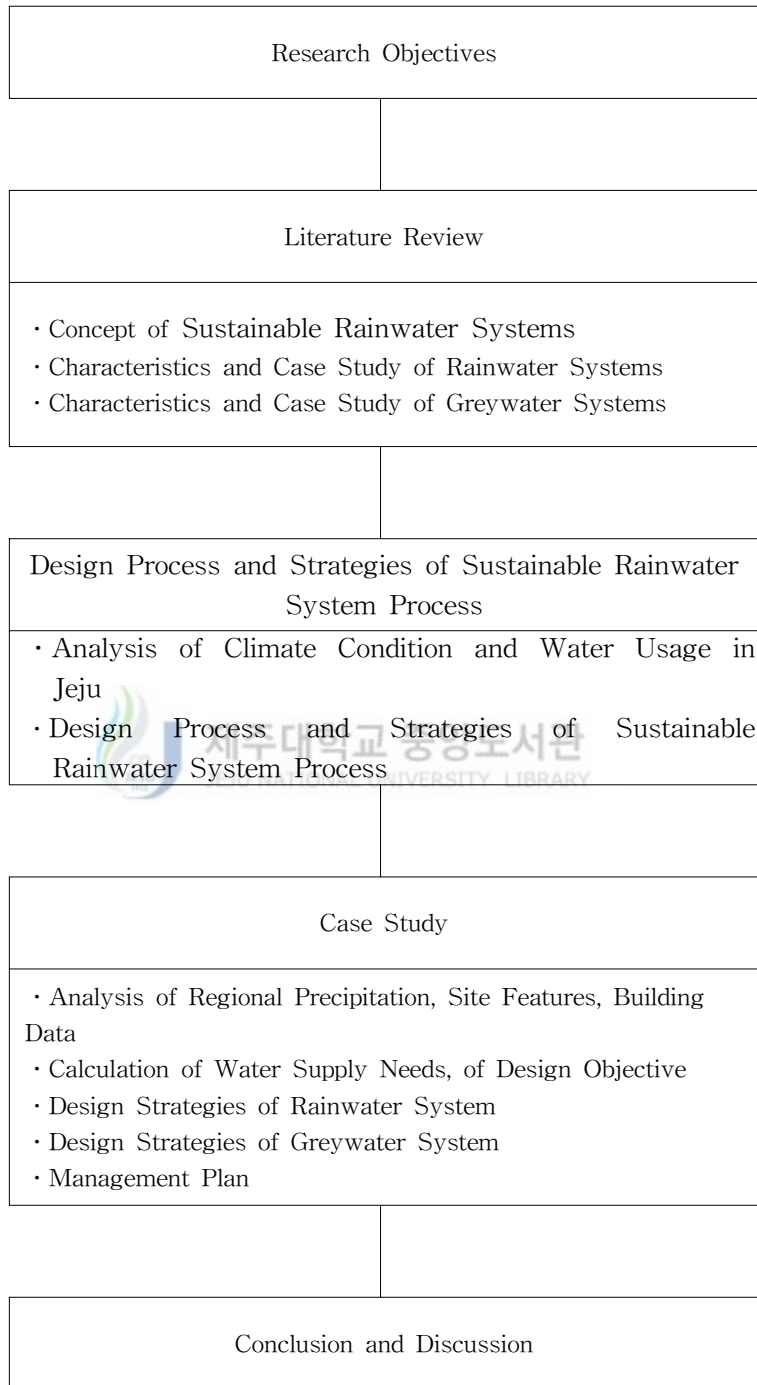 Research Objectives
Literature Review
· Concept of Sustainable Rainwater Systems
· Characteristics and Case Study of Rainwater Systems
· Characteristics and Case Study of Greywater Systems
Design Process and Strategies of Sustainable Rainwater
System Process
· Analysis of Climate Condition and Water Usage in
Jeju
· Design Process and Strategies of Sustainable
제주대학교 중앙도서관
Rainwater System Process
JEJU NATIONAL UNIVERSITY LIBRARY
Case Study
· Analysis of Regional Precipitation, Site Features, Building
Data
· Calculation of Water Supply Needs, of Design Objective
· Design Strategies of Rainwater System
· Design Strategies of Greywater System
· Management Plan
Conclusion and Discussion